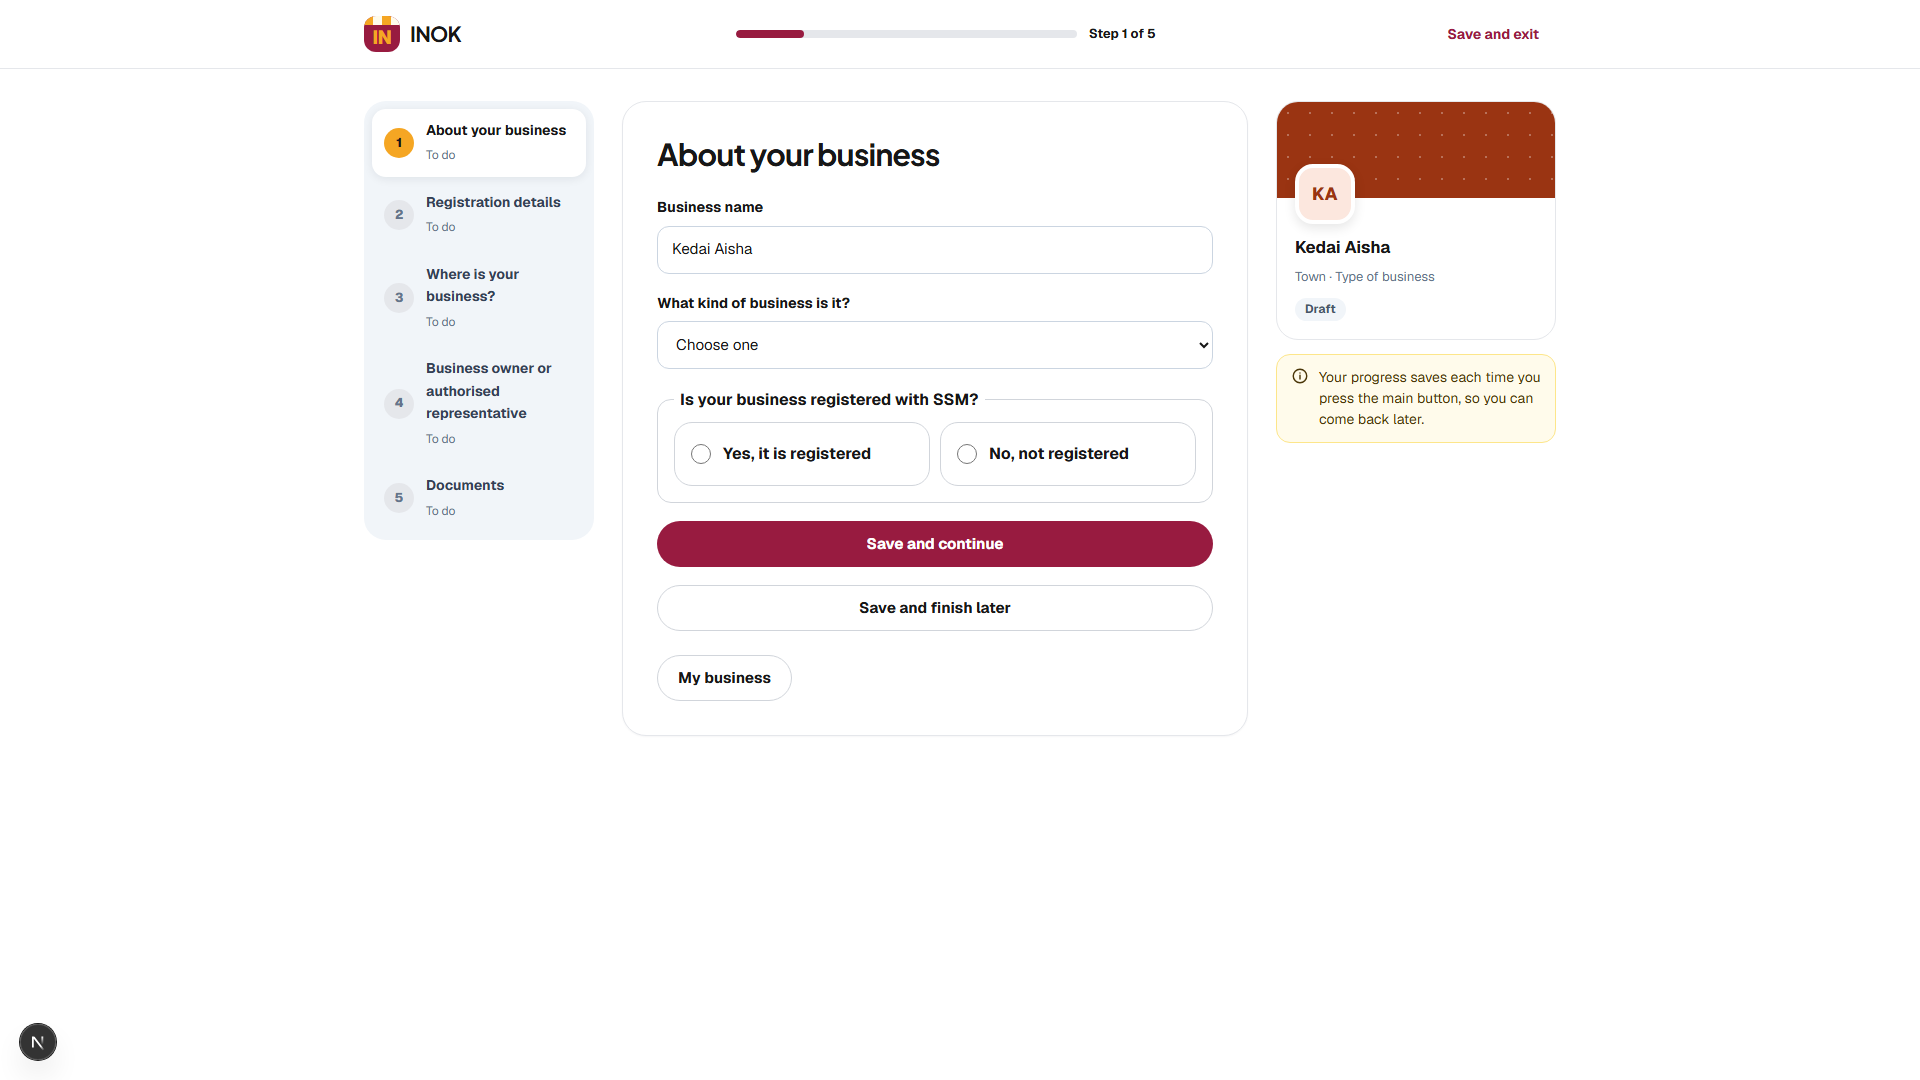 IN INOK
Step 1 of 5
Save and exit
1
About your business
To do
2
Registration details
To do
3
Where is your
business?
To do
4
Business owner or
authorised
representative
To do
5
Documents
To do
About your business
Business name
Kedai Aisha
What kind of business is it?
Choose one
Is your business registered with SSM?
Yes, it is registered
No, not registered
Save and continue
Save and finish later
My business
KA
Kedai Aisha
Town · Type of business
Draft
Your progress saves each time you
press the main button, so you can
come back later.
N